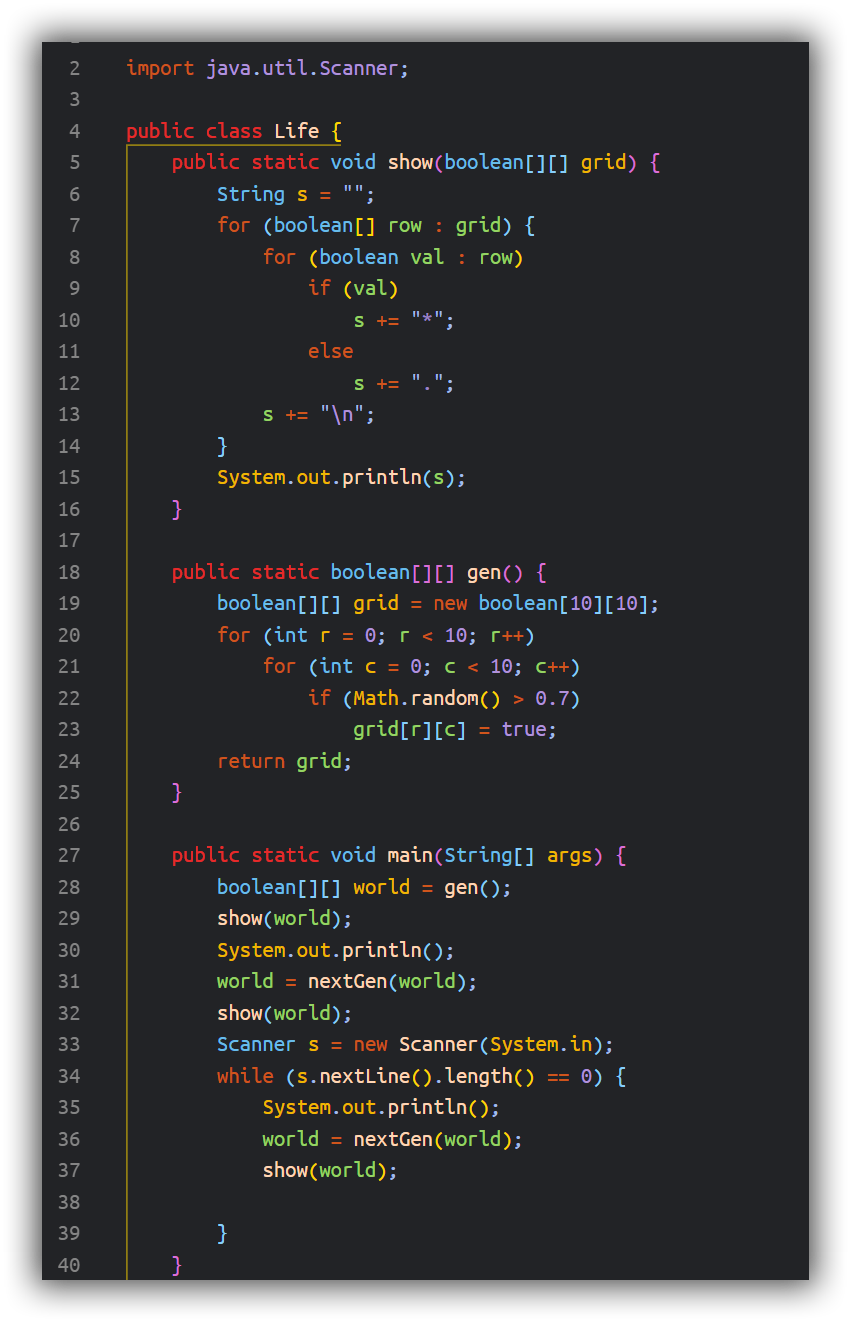 2 import java.util.Scanner;
3
4 public class Life {
5     public static void show(boolean[][] grid) {
6         String s = "";
7         for (boolean[] row : grid) {
8             for (boolean val : row)
9                 if (val)
10                     s += "*";
11                 else
12                     s += ".";
13             s += "\n";
14         }
15         System.out.println(s);
16     }
17
18     public static boolean[][] gen() {
19         boolean[][] grid = new boolean[10][10];
20         for (int r = 0; r < 10; r++)
21             for (int c = 0; c < 10; c++)
22                 if (Math.random() > 0.7)
23                     grid[r][c] = true;
24         return grid;
25     }
26
27     public static void main(String[] args) {
28         boolean[][] world = gen();
29         show(world);
30         System.out.println();
31         world = nextGen(world);
32         show(world);
33         Scanner s = new Scanner(System.in);
34         while (s.nextLine().length() == 0) {
35             System.out.println();
36             world = nextGen(world);
37             show(world);
38
39         }
40     }